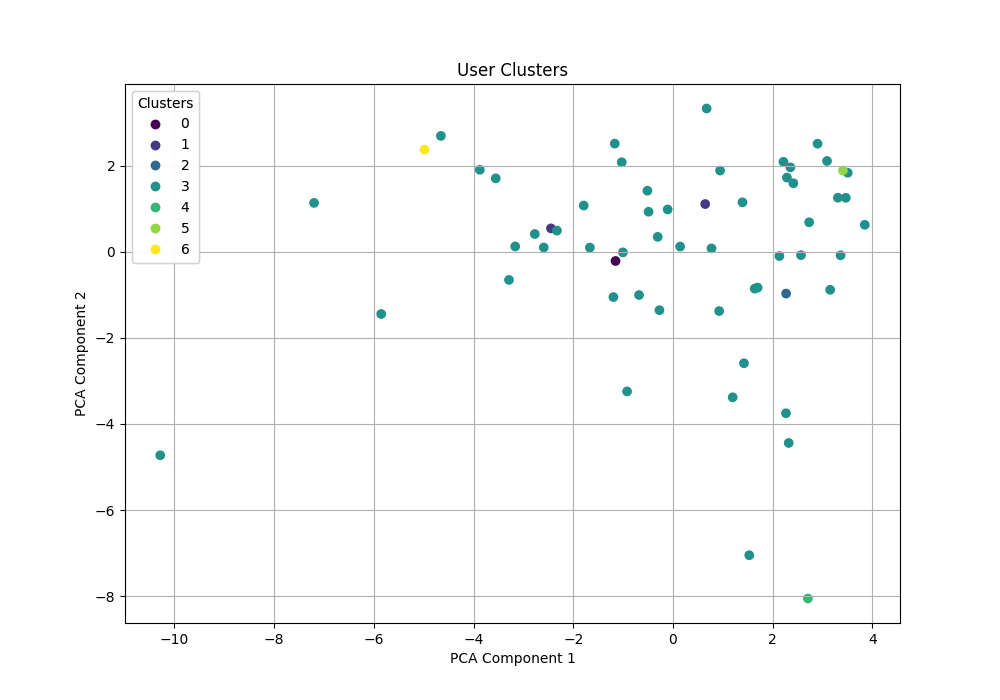 User Clusters
Clusters
0
1
2
3
4
5
6
2
0
−2
−4
−6
−8
PCA Component 2
−10 −8 −6 −4 −2 0 2 4
PCA Component 1